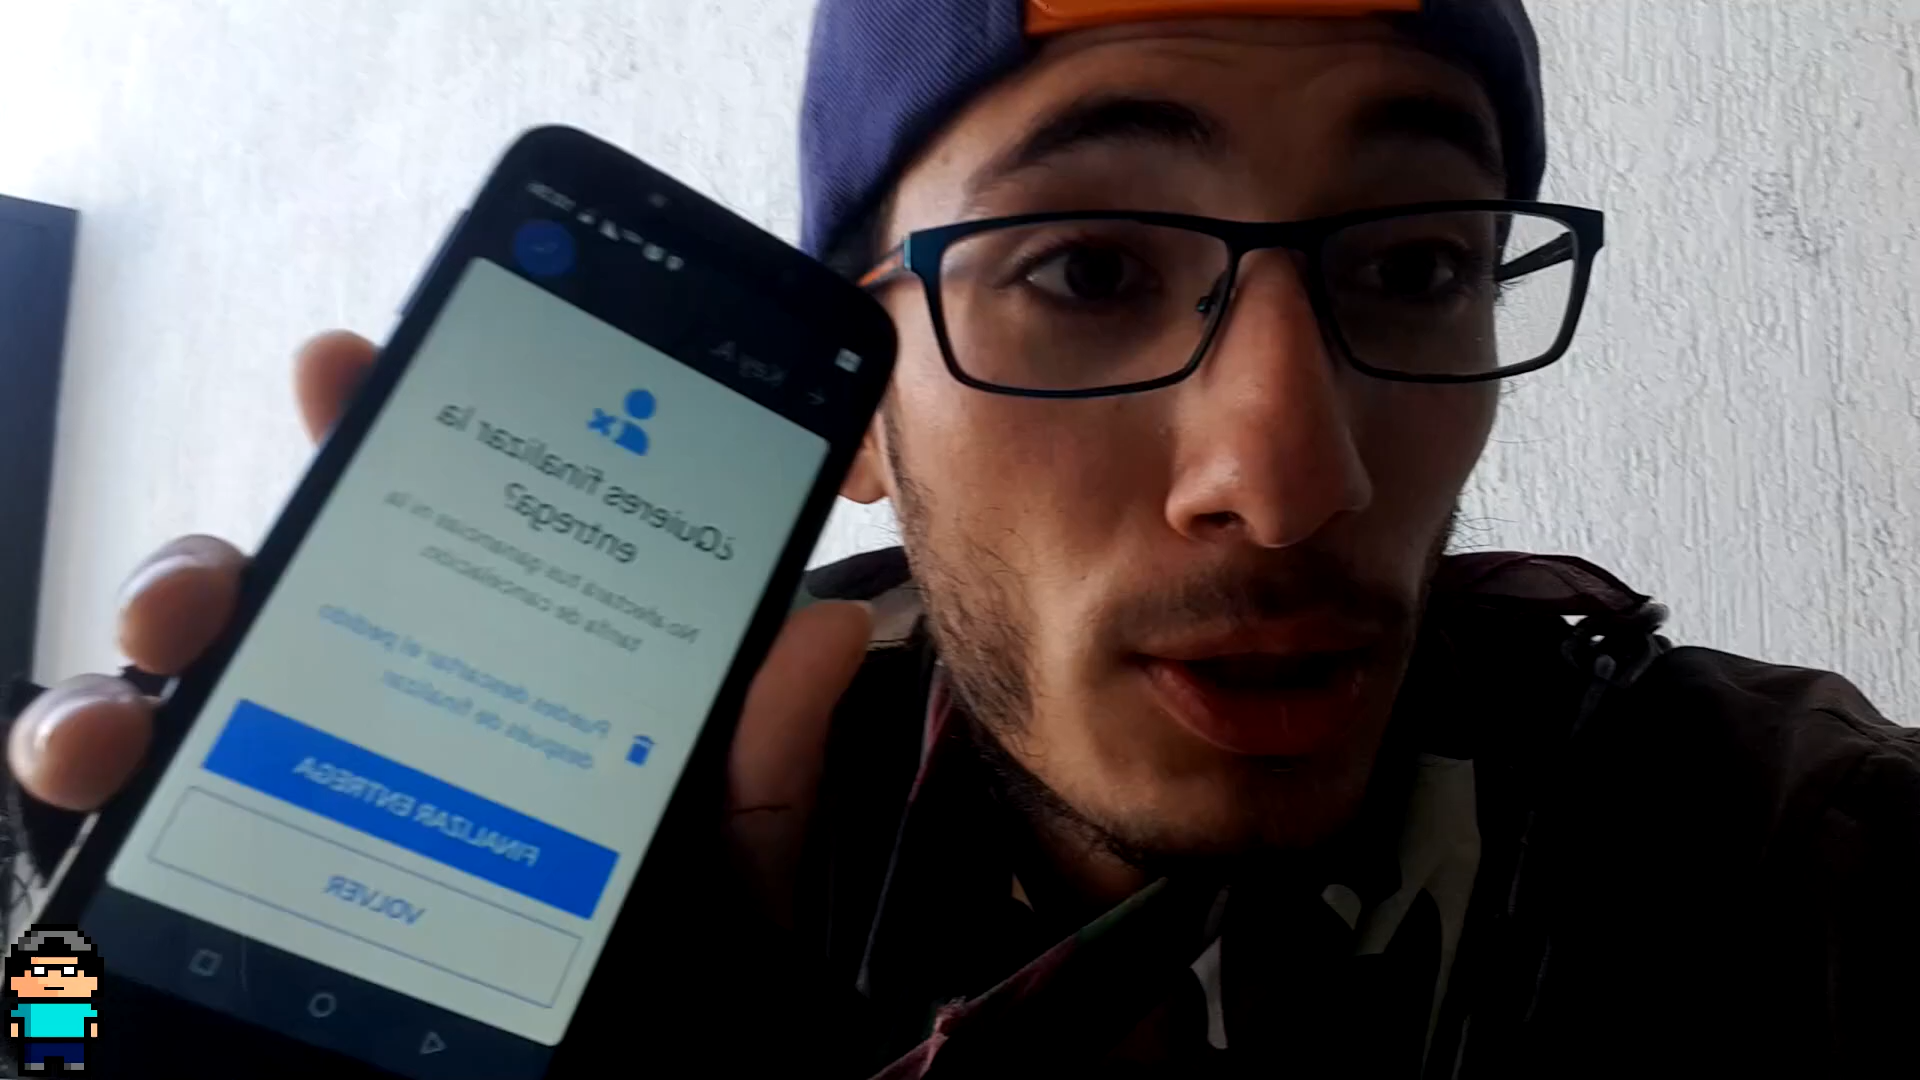 Kay A.
¿Quieres finalizar la
entrega?
No afectará tus ganancias ni la
tarifa de cancelación
Puedes descartar el pedido
después de finalizar.
FINALIZAR ENTREGA
VOLVER